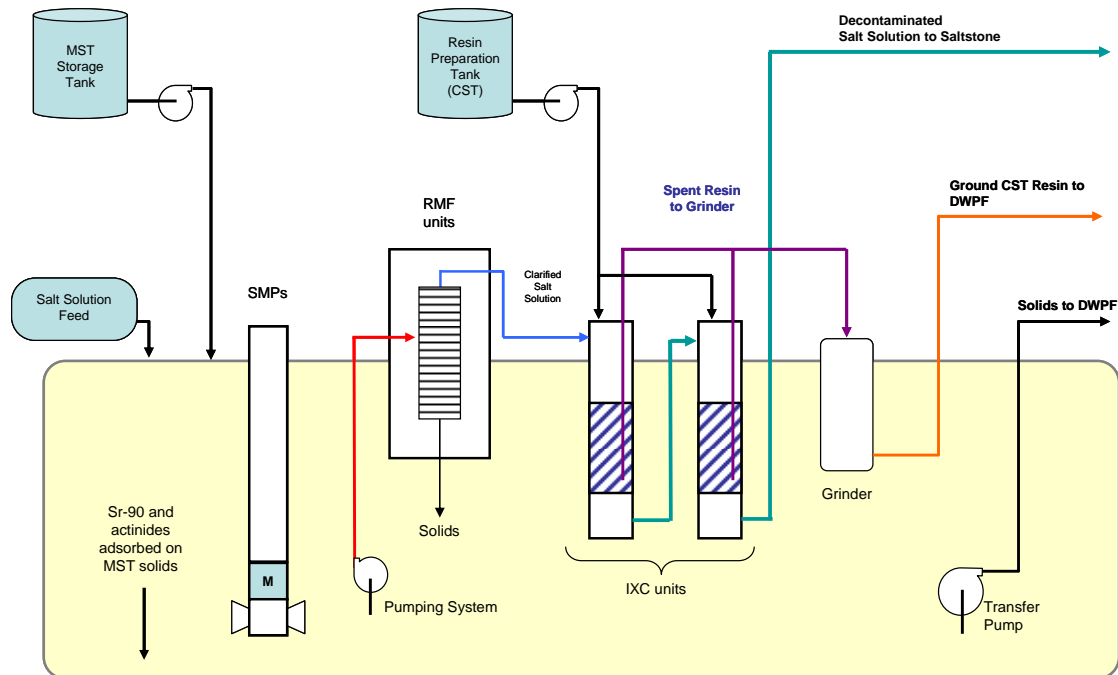 MST
Storage
Tank
Resin
Preparation
Tank
(CST)
Decontaminated
Salt Solution to Saltstone
Spent Resin
to Grinder
Ground CST Resin to
DWPF
RMF
units
Clarified
Salt
Solution
SMPs
Salt Solution
Feed
Solids to DWPF
Grinder
Sr-90 and
actinides
adsorbed on
MST solids
Solids
M
IXC units
Pumping System
Transfer
Pump